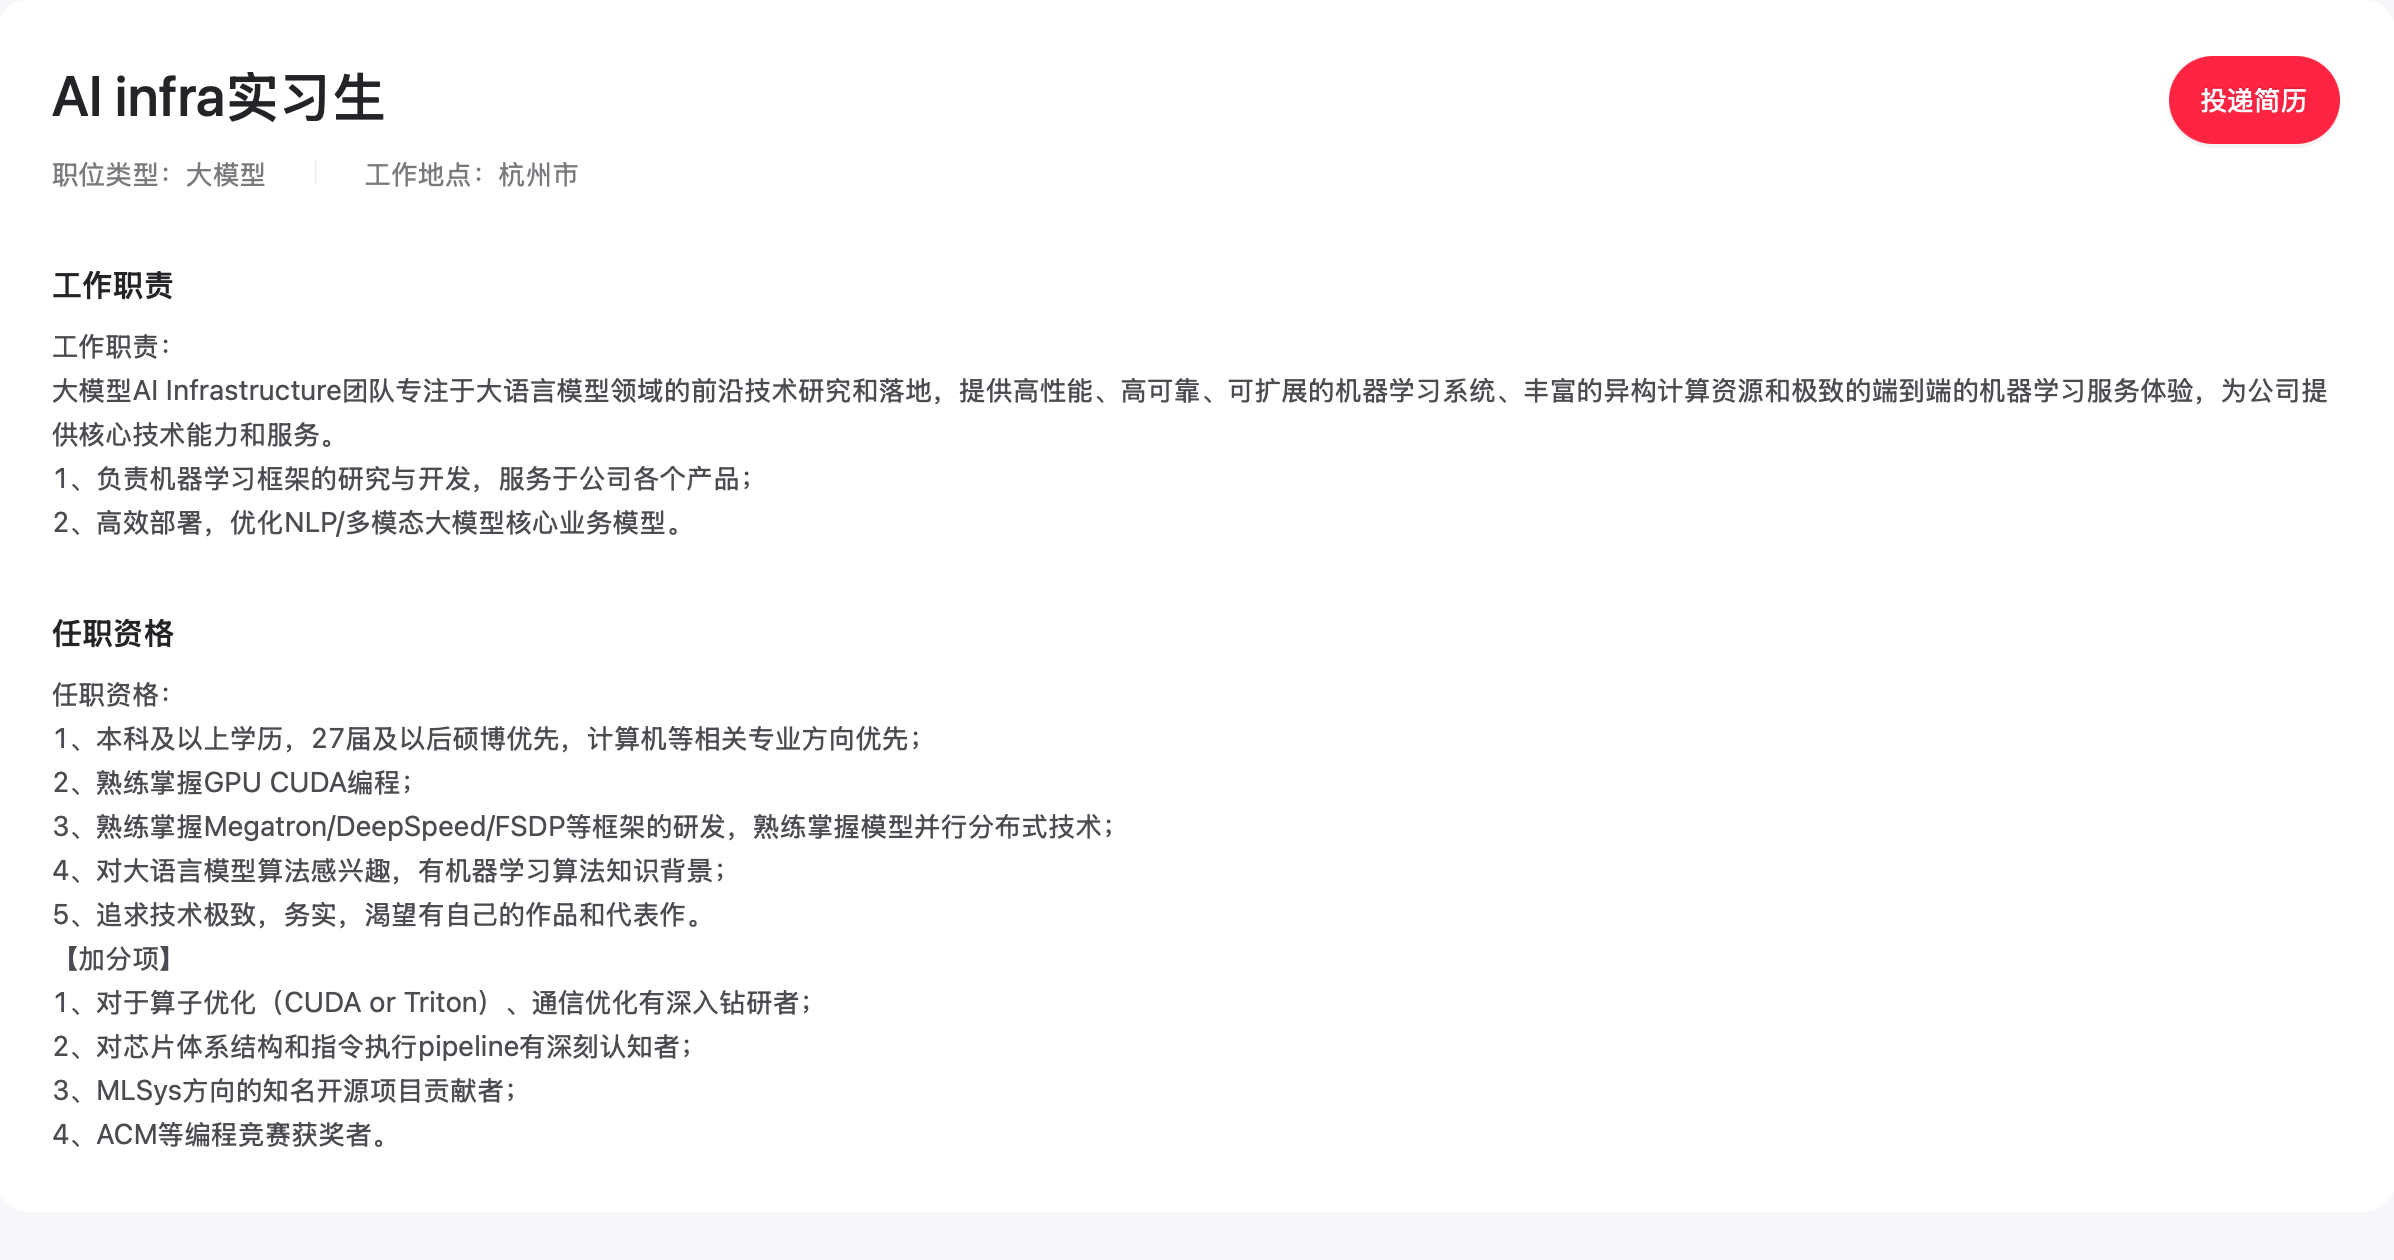 AI infra实习生
投递简历
职位类型：大模型
工作地点：杭州市
工作职责
工作职责：
大模型AI Infrastructure团队专注于大语言模型领域的前沿技术研究和落地，提供高性能、高可靠、可扩展的机器学习系统、丰富的异构计算资源和极致的端到端的机器学习服务体验，为公司提
供核心技术能力和服务。
1、负责机器学习框架的研究与开发，服务于公司各个产品；
2、高效部署，优化NLP/多模态大模型核心业务模型。
任职资格
任职资格：
1、本科及以上学历，27届及以后硕博优先，计算机等相关专业方向优先；
2、熟练掌握GPU CUDA编程；
3、熟练掌握Megatron/DeepSpeed/FSDP等框架的研发，熟练掌握模型并行分布式技术；
4、对大语言模型算法感兴趣，有机器学习算法知识背景；
5、追求技术极致，务实，渴望有自己的作品和代表作。
【加分项】
1、对于算子优化（CUDA or Triton）、通信优化有深入钻研者；
2、对芯片体系结构和指令执行pipeline有深刻认知者；
3、MLSys方向的知名开源项目贡献者；
4、ACM等编程竞赛获奖者。